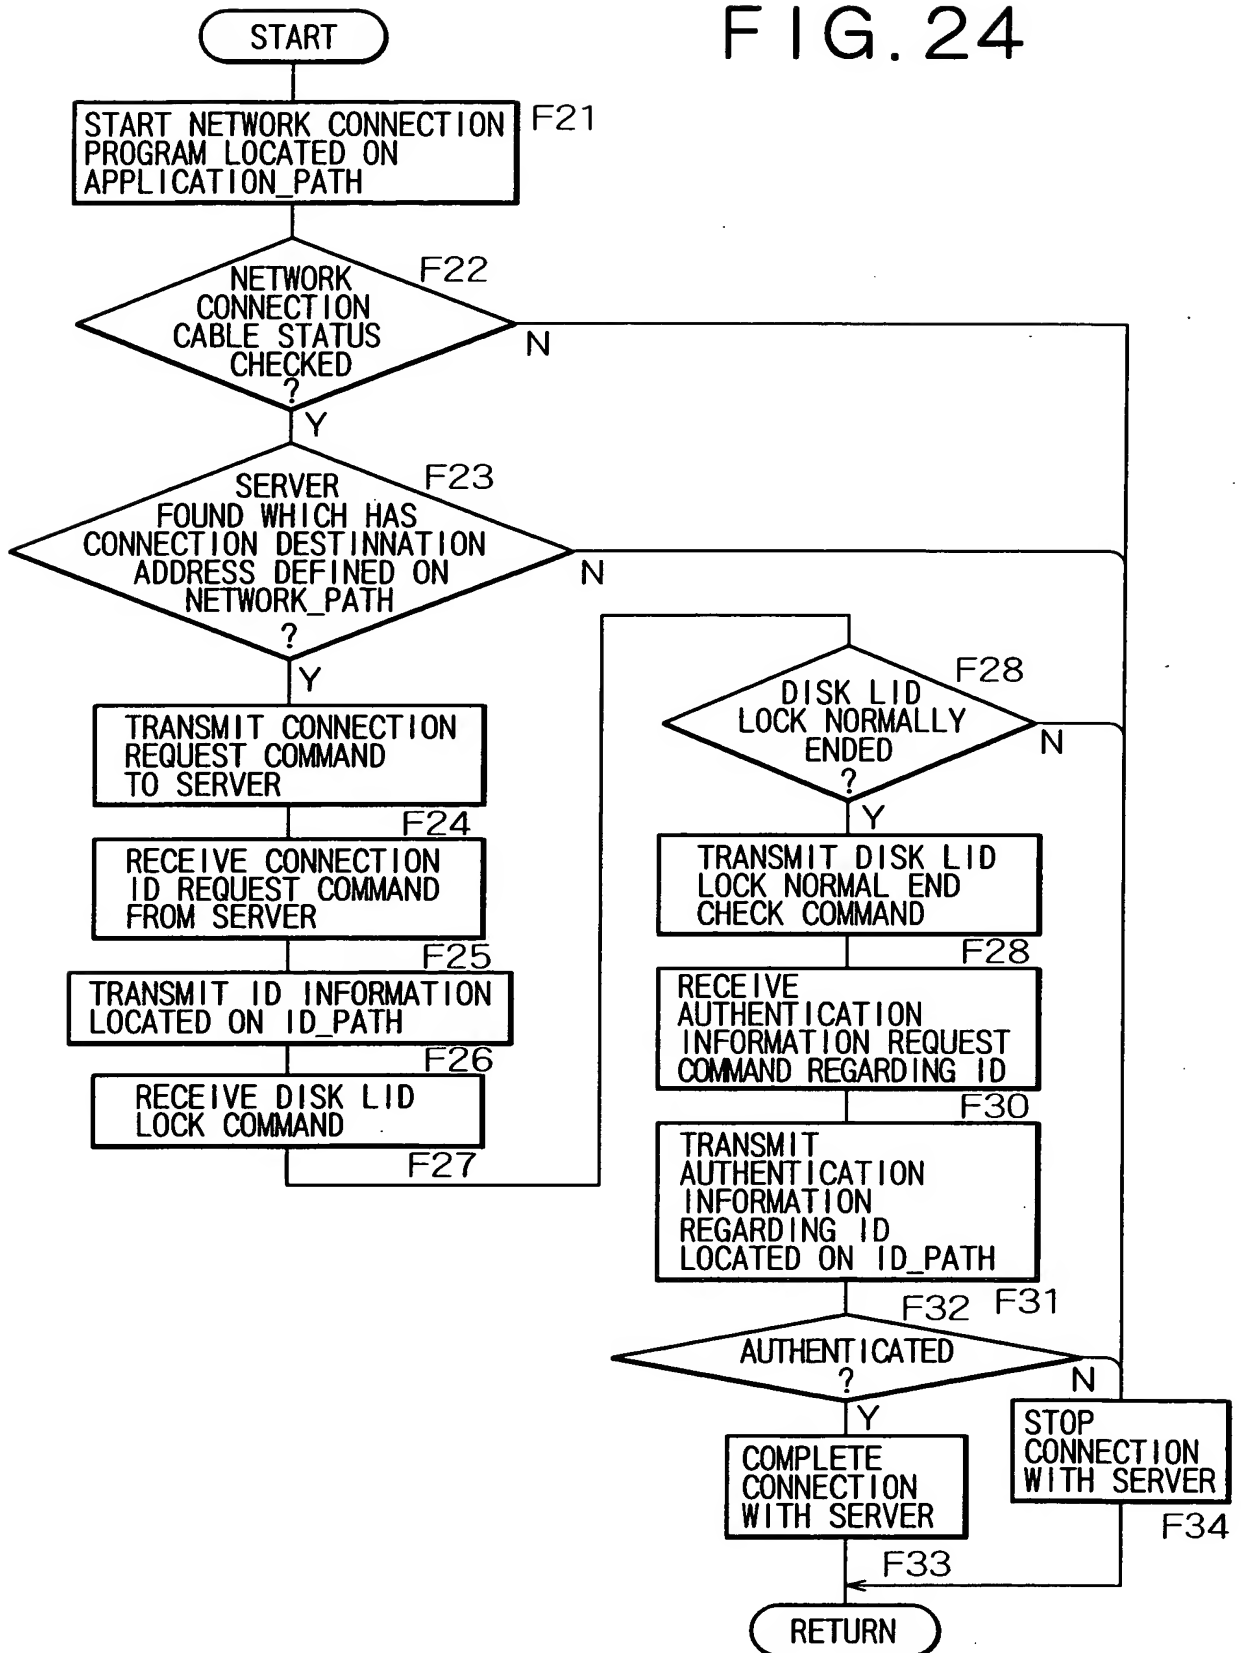 FIG. 24
START
START NETWORK CONNECTION
PROGRAM LOCATED ON
APPLICATION_PATH
F21
NETWORK
CONNECTION
CABLE STATUS
CHECKED
?
F22
N
Y
SERVER
FOUND WHICH HAS
CONNECTION DESTINNATION
ADDRESS DEFINED ON
NETWORK_PATH
?
F23
N
Y
TRANSMIT CONNECTION
REQUEST COMMAND
TO SERVER
F24
RECEIVE CONNECTION
ID REQUEST COMMAND
FROM SERVER
F25
TRANSMIT ID INFORMATION
LOCATED ON ID_PATH
F26
RECEIVE DISK LID
LOCK COMMAND
F27
DISK LID
LOCK NORMALLY
ENDED
?
F28
N
Y
TRANSMIT DISK LID
LOCK NORMAL END
CHECK COMMAND
F28
RECEIVE
AUTHENTICATION
INFORMATION REQUEST
COMMAND REGARDING ID
F30
TRANSMIT
AUTHENTICATION
INFORMATION
REGARDING ID
LOCATED ON ID_PATH
F31
AUTHENTICATED
?
F32
N
Y
COMPLETE
CONNECTION
WITH SERVER
F33
STOP
CONNECTION
WITH SERVER
F34
RETURN